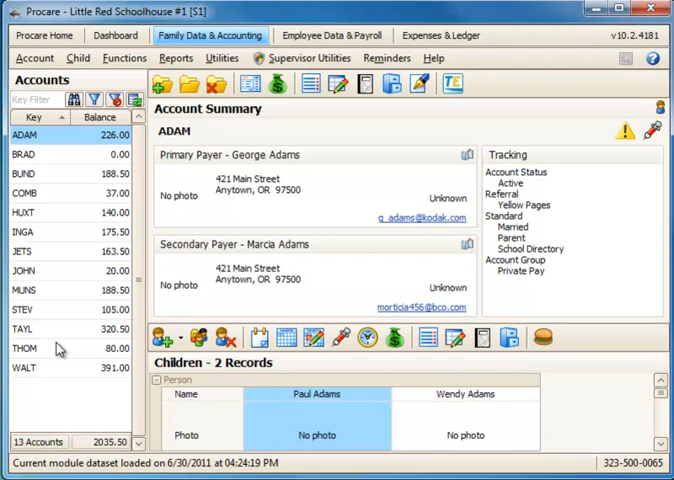 Procare - Little Red Schoolhouse #1 [S1]
Procare Home Dashboard Family Data & Accounting Employee Data & Payroll Expenses & Ledger v10.2.4181
Account Child Functions Reports Utilities Supervisor Utilities Reminders Help
Accounts
Key Filter
Key Balance
ADAM 226.00
BRAD 0.00
BUND 188.50
COMB 37.00
HUXT 140.00
INGA 175.50
JETS 163.50
JOHN 20.00
MUNS 188.50
STEV 105.00
TAYL 320.50
THOM 80.00
WALT 391.00
13 Accounts 2035.50
TE
Account Summary
ADAM
Primary Payer - George Adams
No photo
421 Main Street
Anytown, OR 97500
Unknown
g_adams@kodak.com
Secondary Payer - Marcia Adams
No photo
421 Main Street
Anytown, OR 97500
Unknown
morticia456@bco.com
Tracking
Account Status
Active
Referral
Yellow Pages
Standard
Married
Parent
School Directory
Account Group
Private Pay
Children - 2 Records
Person
Name Paul Adams Wendy Adams
Photo No photo No photo
Current module dataset loaded on 6/30/2011 at 04:24:19 PM 323-500-0065